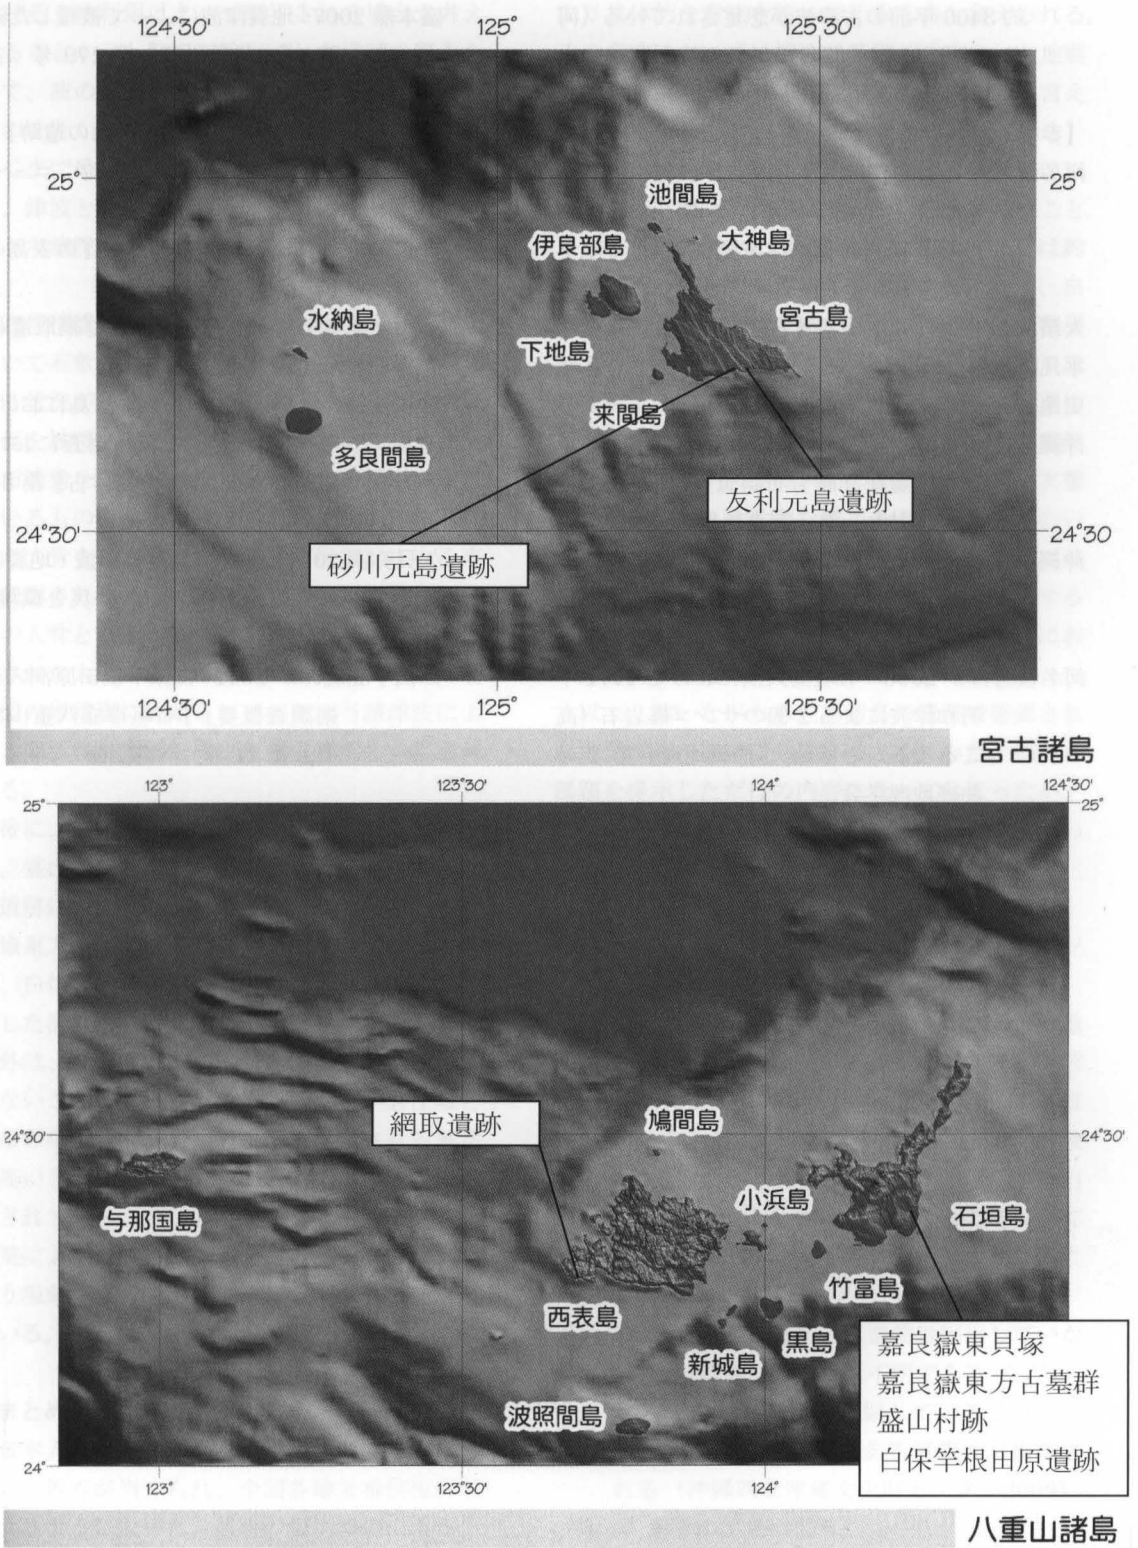 124°30'
125°
125°30'
25°
25°
池間島
大神島
伊良部島
水納島
宮古島
下地島
来間島
多良間島
友利元島遺跡
24°30'
24°30
砂川元島遺跡
124°30'
125°
125°30'
宮古諸島
123°
123°30'
124°
124°30'
25°
25°
網取遺跡
鳩間島
24°30'
24°30'
小浜島
与那国島
石垣島
竹富島
西表島
黒島
新城島
嘉良嶽東貝塚
嘉良嶽東方古墓群
盛山村跡
白保竿根田原遺跡
波照間島
24°
123°
123°30'
124°
八重山諸島